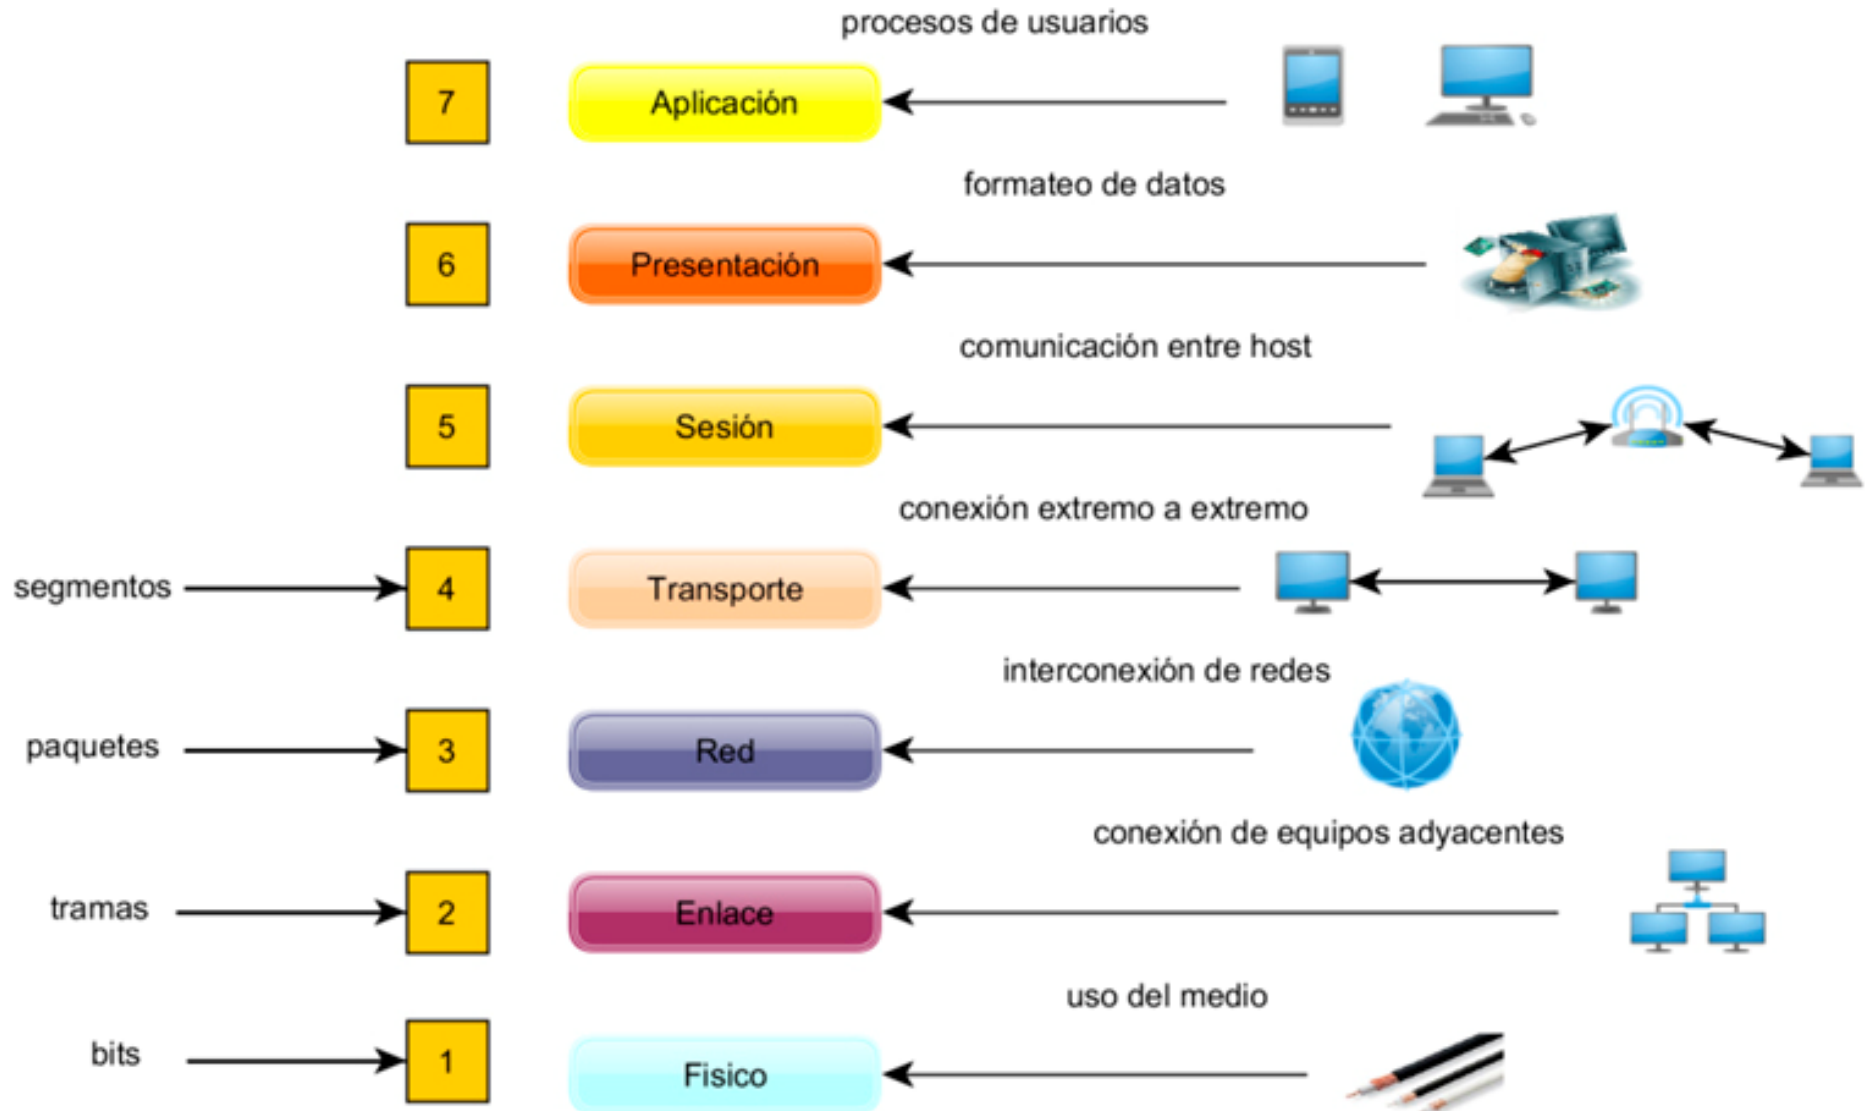 procesos de usuarios
7 Aplicación
formateo de datos
6 Presentación
comunicación entre host
5 Sesión
conexión extremo a extremo
segmentos 4 Transporte
interconexión de redes
paquetes 3 Red
conexión de equipos adyacentes
tramas 2 Enlace
uso del medio
bits 1 Fisico